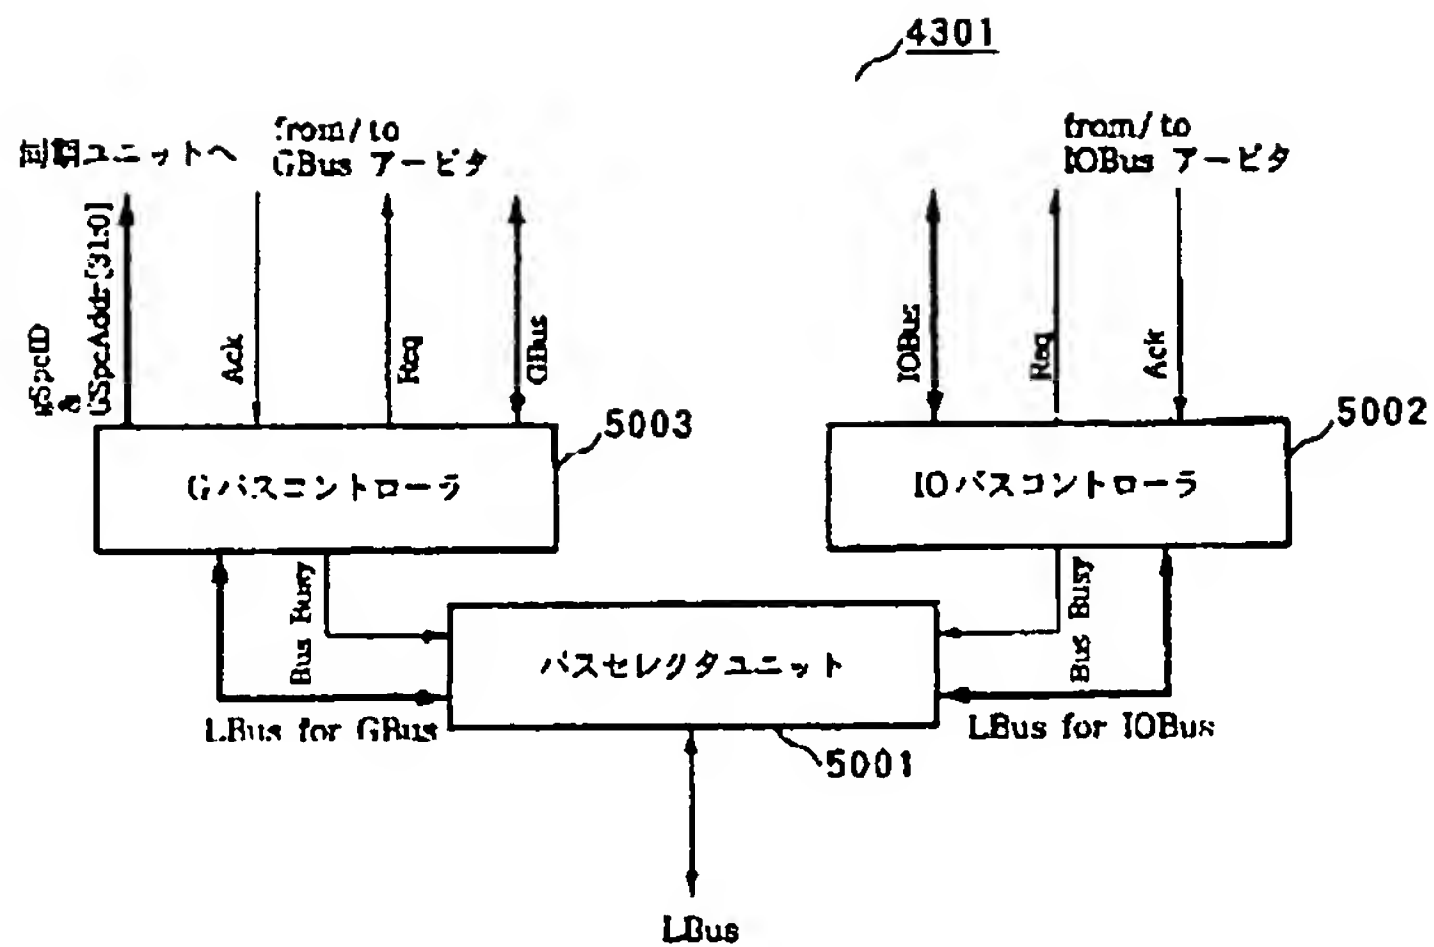 4301
同期ユニットへ
from/to
GBus アービタ
from/to
IOBus アービタ
gSpcID
&
GSpcAddr[31:0]
Ack
Req
GBus
IOBus
Req
Ack
5003
5002
Gバスコントローラ
IOバスコントローラ
Bus Busy
Bus Busy
バスセレクタユニット
LBus for GBus
LBus for IOBus
5001
LBus